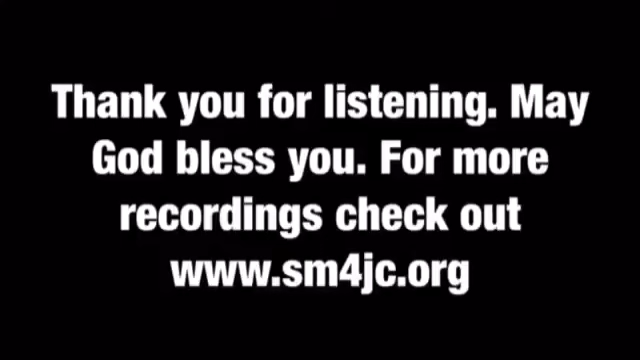 Thank you for listening. May
God bless you. For more
recordings check out
www.sm4jc.org